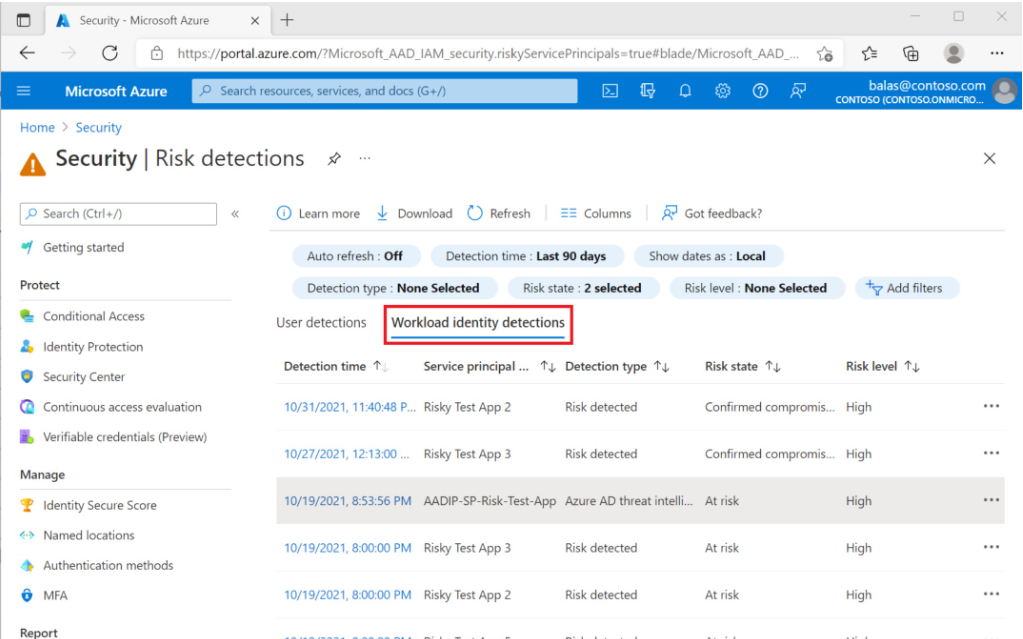 Security - Microsoft Azure
https://portal.azure.com/?Microsoft_AAD_IAM_security.riskyServicePrincipals=true#blade/Microsoft_AAD_...
Microsoft Azure
Search resources, services, and docs (G+/)
balas@contoso.com
CONTOSO (CONTOSO.ONMICRO...
Home > Security
Security | Risk detections
Search (Ctrl+/)
Getting started
Protect
Conditional Access
Identity Protection
Security Center
Continuous access evaluation
Verifiable credentials (Preview)
Manage
Identity Secure Score
Named locations
Authentication methods
MFA
Report
Learn more Download Refresh Columns Got feedback?
Auto refresh : Off Detection time : Last 90 days Show dates as : Local
Detection type : None Selected Risk state : 2 selected Risk level : None Selected Add filters
User detections Workload identity detections
Detection time Service principal ... Detection type Risk state Risk level
10/31/2021, 11:40:48 P... Risky Test App 2 Risk detected Confirmed compromis... High
10/27/2021, 12:13:00 ... Risky Test App 3 Risk detected Confirmed compromis... High
10/19/2021, 8:53:56 PM AADIP-SP-Risk-Test-App Azure AD threat intelli... At risk High
10/19/2021, 8:00:00 PM Risky Test App 3 Risk detected At risk High
10/19/2021, 8:00:00 PM Risky Test App 2 Risk detected At risk High